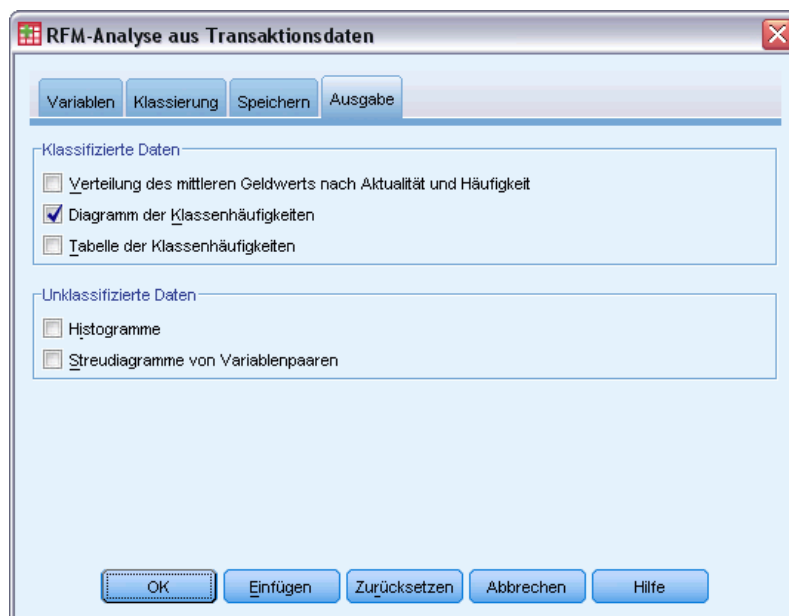 RFM-Analyse aus Transaktionsdaten
Variablen Klassierung Speichern Ausgabe
Klassifizierte Daten
Verteilung des mittleren Geldwerts nach Aktualität und Häufigkeit
Diagramm der Klassenhäufigkeiten
Tabelle der Klassenhäufigkeiten
Unklassifizierte Daten
Histogramme
Streudiagramme von Variablenpaaren
OK Einfügen Zurücksetzen Abbrechen Hilfe